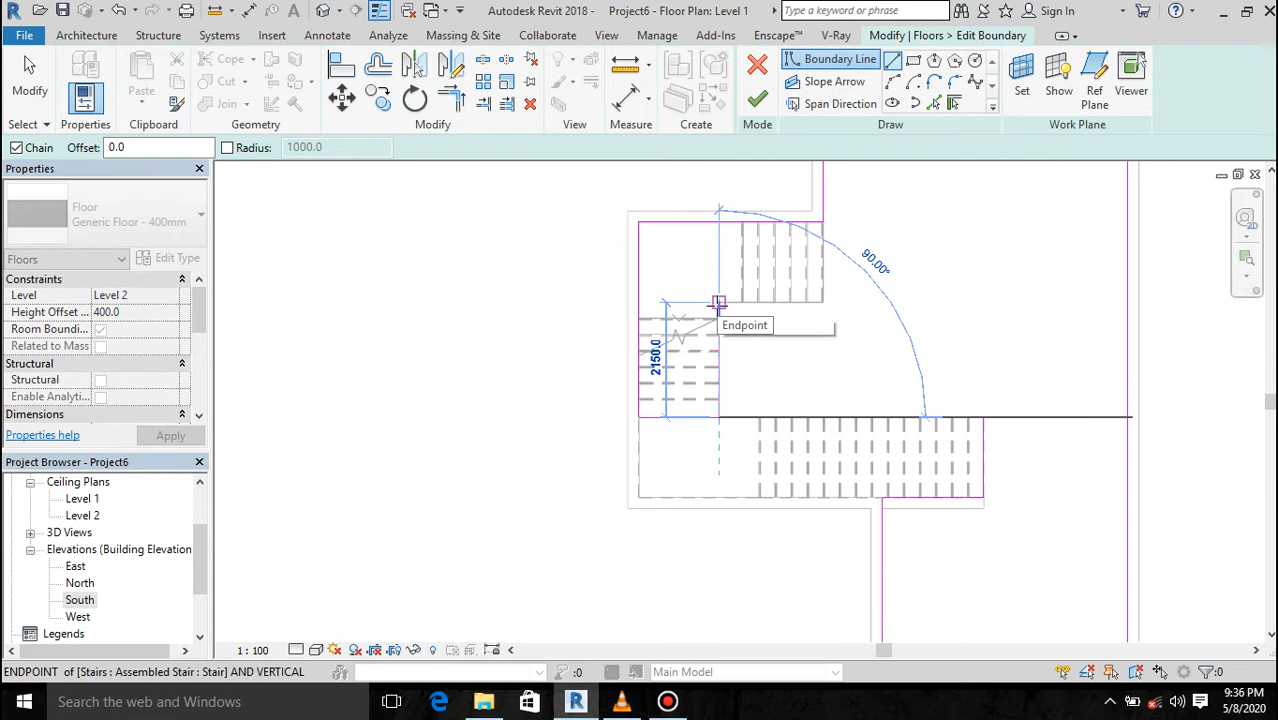 Autodesk Revit 2018 - Project6 - Floor Plan: Level 1
Type a keyword or phrase
Sign In
File Architecture Structure Systems Insert Annotate Analyze Massing & Site Collaborate View Manage Add-Ins Enscape™ V-Ray Modify | Floors > Edit Boundary
Modify
Properties
Paste
Cope
Cut
Join
Boundary Line
Slope Arrow
Span Direction
Set Show Ref Plane Viewer
Select Properties Clipboard Geometry Modify View Measure Create Mode Draw Work Plane
Chain Offset: 0.0 Radius: 1000.0
Properties
Floor
Generic Floor - 400mm
Floors Edit Type
Constraints
Level Level 2
Height Offset ... 400.0
Room Boundi...
Related to Mass
Structural
Structural
Enable Analyti...
Dimensions
Properties help Apply
Project Browser - Project6
Ceiling Plans
Level 1
Level 2
3D Views
Elevations (Building Elevation
East
North
South
West
Legends
90.00°
2150.0
Endpoint
2D
1 : 100
ENDPOINT of [Stairs : Assembled Stair : Stair] AND VERTICAL
:0
Main Model
:0
Search the web and Windows
9:36 PM
5/8/2020